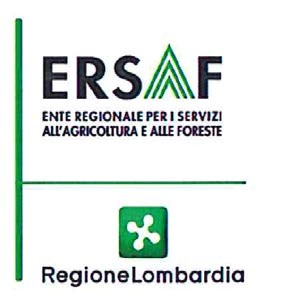 ERSAF
ENTE REGIONALE PER I SERVIZI
ALL'AGRICOLTURA E ALLE FORESTE
RegioneLombardia